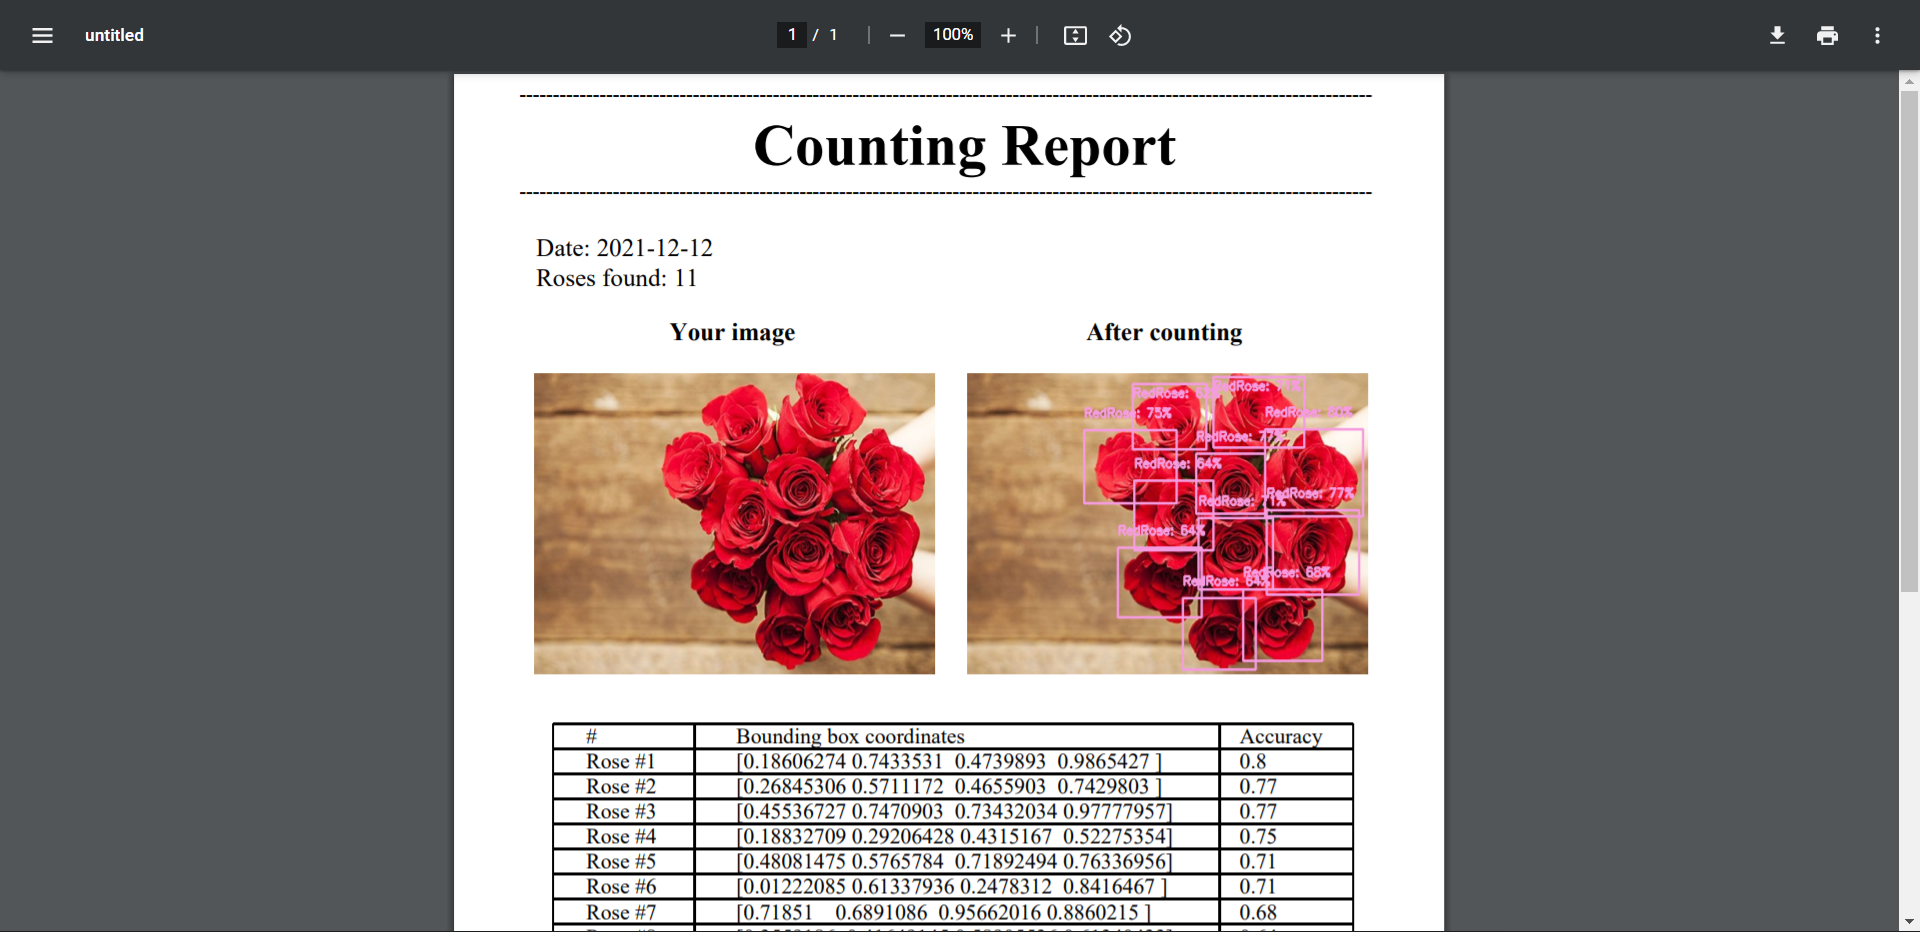 untitled
1 / 1
100%
Counting Report
Date: 2021-12-12
Roses found: 11
Your image
After counting
RedRose: 71%
RedRose:
RedRose: 75%
RedRose: 80%
RedRose: 77%
RedRose: 64%
RedRose: 77%
RedRose: 71%
RedRose: 64%
RedRose: 68%
RedRose: 64%
# Bounding box coordinates Accuracy
Rose #1 [0.18606274 0.7433531 0.4739893 0.9865427 ] 0.8
Rose #2 [0.26845306 0.5711172 0.4655903 0.7429803 ] 0.77
Rose #3 [0.45536727 0.7470903 0.73432034 0.97777957] 0.77
Rose #4 [0.18832709 0.29206428 0.4315167 0.52275354] 0.75
Rose #5 [0.48081475 0.5765784 0.71892494 0.76336956] 0.71
Rose #6 [0.01222085 0.61337936 0.2478312 0.8416467 ] 0.71
Rose #7 [0.71851 0.6891086 0.95662016 0.8860215 ] 0.68